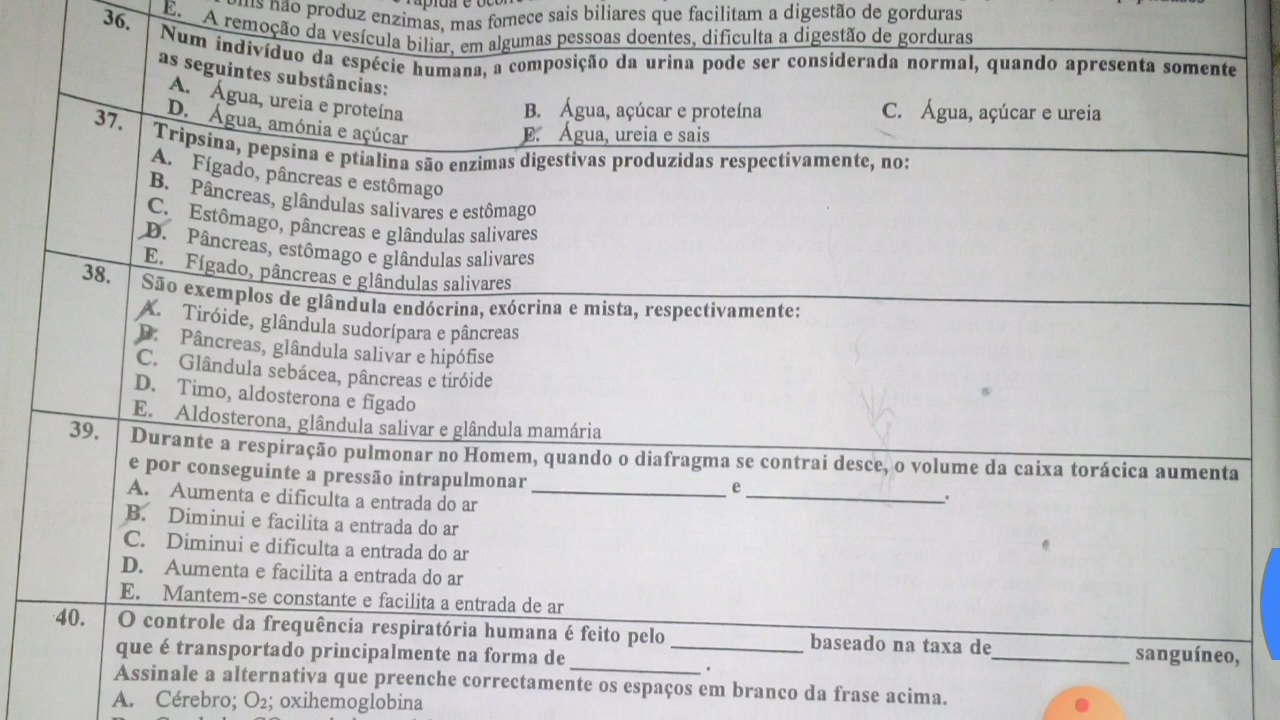 não produz enzimas, mas fornece sais biliares que facilitam a digestão de gorduras
E. A remoção da vesícula biliar, em algumas pessoas doentes, dificulta a digestão de gorduras
36. Num indivíduo da espécie humana, a composição da urina pode ser considerada normal, quando apresenta somente
as seguintes substâncias:
A. Água, ureia e proteína B. Água, açúcar e proteína C. Água, açúcar e ureia
D. Água, amónia e açúcar E. Água, ureia e sais
37. Tripsina, pepsina e ptialina são enzimas digestivas produzidas respectivamente, no:
A. Fígado, pâncreas e estômago
B. Pâncreas, glândulas salivares e estômago
C. Estômago, pâncreas e glândulas salivares
D. Pâncreas, estômago e glândulas salivares
E. Fígado, pâncreas e glândulas salivares
38. São exemplos de glândula endócrina, exócrina e mista, respectivamente:
A. Tiróide, glândula sudorípara e pâncreas
B. Pâncreas, glândula salivar e hipófise
C. Glândula sebácea, pâncreas e tiróide
D. Timo, aldosterona e fígado
E. Aldosterona, glândula salivar e glândula mamária
39. Durante a respiração pulmonar no Homem, quando o diafragma se contrai desce, o volume da caixa torácica aumenta
e por conseguinte a pressão intrapulmonar ______________ e ______________.
A. Aumenta e dificulta a entrada do ar
B. Diminui e facilita a entrada do ar
C. Diminui e dificulta a entrada do ar
D. Aumenta e facilita a entrada do ar
E. Mantem-se constante e facilita a entrada de ar
40. O controle da frequência respiratória humana é feito pelo __________ baseado na taxa de__________ sanguíneo,
que é transportado principalmente na forma de __________.
Assinale a alternativa que preenche correctamente os espaços em branco da frase acima.
A. Cérebro; O₂; oxihemoglobina